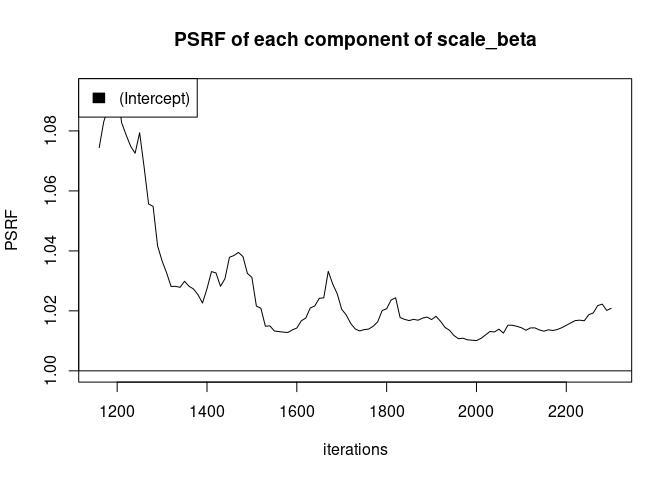 PSRF of each component of scale_beta
(Intercept)
PSRF
1.08
1.06
1.04
1.02
1.00
1200 1400 1600 1800 2000 2200
iterations